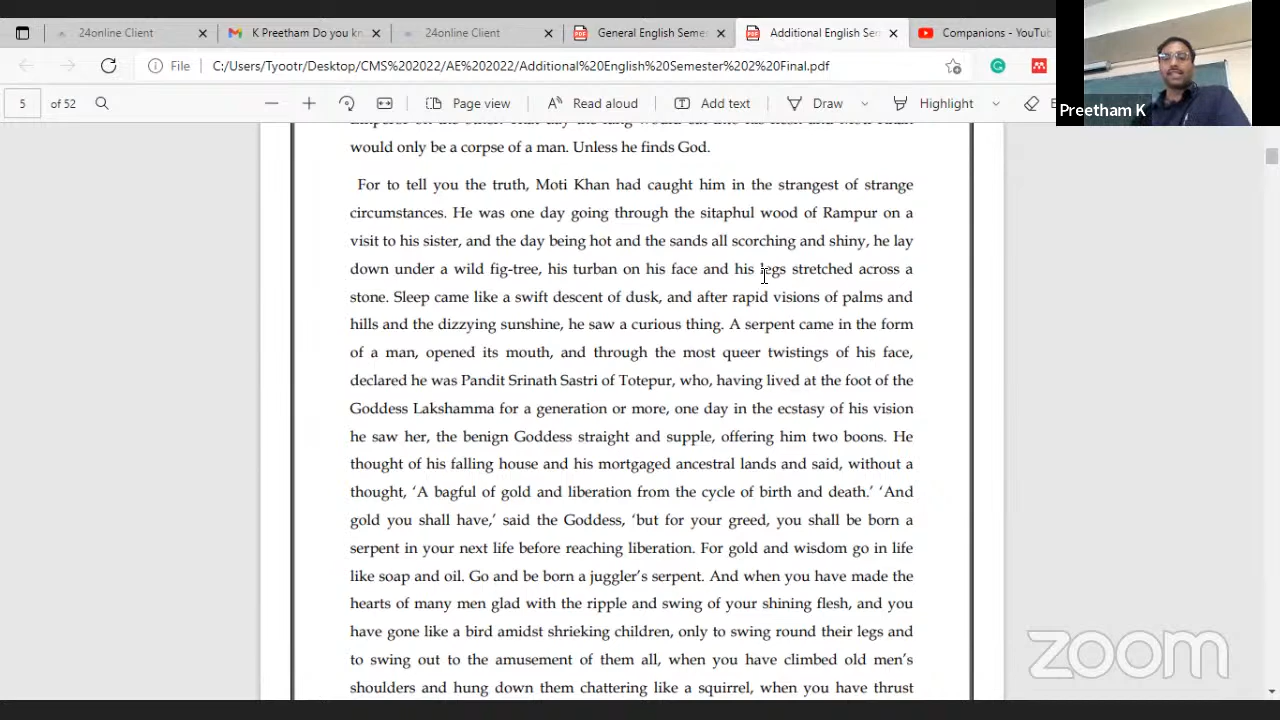 24online Client
K Preetham Do you kn
24online Client
General English Seme
Additional English Sem
Companions - YouTub
File
C:/Users/Tyootr/Desktop/CMS%202022/AE%202022/Additional%20English%20Semester%202%20Final.pdf
5 of 52
Page view
Read aloud
Add text
Draw
Highlight
Preetham K
would only be a corpse of a man. Unless he finds God.
For to tell you the truth, Moti Khan had caught him in the strangest of strange
circumstances. He was one day going through the sitaphul wood of Rampur on a
visit to his sister, and the day being hot and the sands all scorching and shiny, he lay
down under a wild fig-tree, his turban on his face and his legs stretched across a
stone. Sleep came like a swift descent of dusk, and after rapid visions of palms and
hills and the dizzying sunshine, he saw a curious thing. A serpent came in the form
of a man, opened its mouth, and through the most queer twistings of his face,
declared he was Pandit Srinath Sastri of Totepur, who, having lived at the foot of the
Goddess Lakshamma for a generation or more, one day in the ecstasy of his vision
he saw her, the benign Goddess straight and supple, offering him two boons. He
thought of his falling house and his mortgaged ancestral lands and said, without a
thought, ‘A bagful of gold and liberation from the cycle of birth and death.’ ‘And
gold you shall have,’ said the Goddess, ‘but for your greed, you shall be born a
serpent in your next life before reaching liberation. For gold and wisdom go in life
like soap and oil. Go and be born a juggler’s serpent. And when you have made the
hearts of many men glad with the ripple and swing of your shining flesh, and you
have gone like a bird amidst shrieking children, only to swing round their legs and
to swing out to the amusement of them all, when you have climbed old men’s
shoulders and hung down them chattering like a squirrel, when you have thrust
zoom